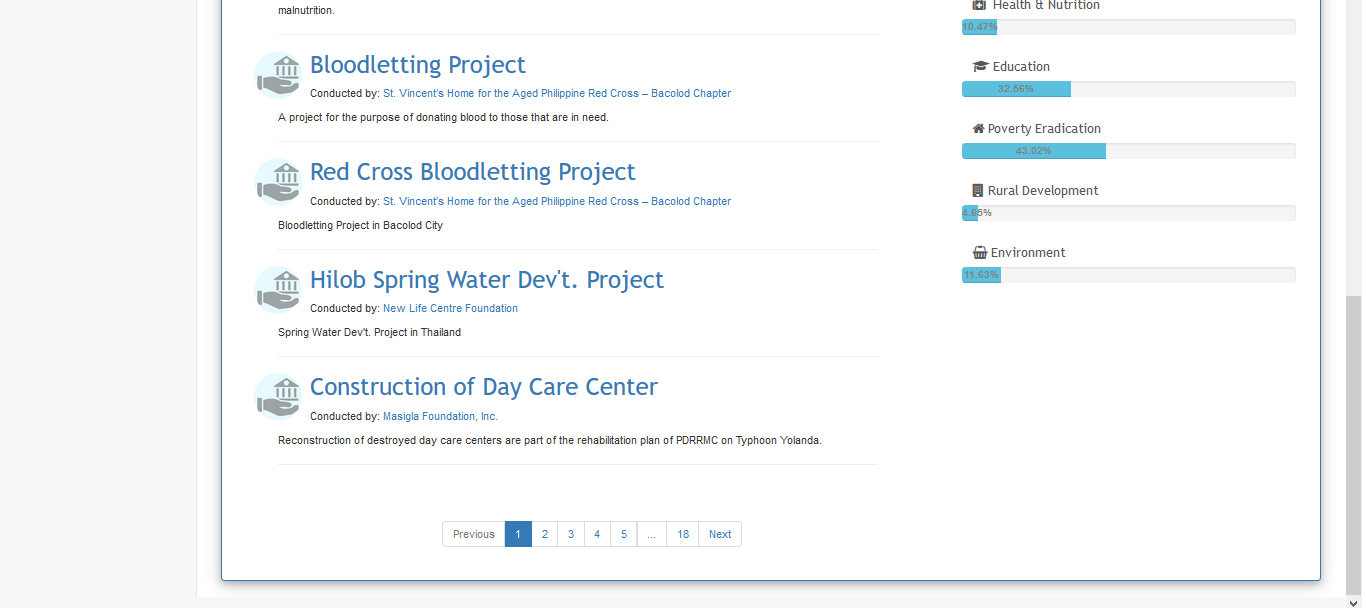 malnutrition.
Bloodletting Project
Conducted by: St. Vincent's Home for the Aged Philippine Red Cross – Bacolod Chapter
A project for the purpose of donating blood to those that are in need.
Red Cross Bloodletting Project
Conducted by: St. Vincent's Home for the Aged Philippine Red Cross – Bacolod Chapter
Bloodletting Project in Bacolod City
Hilob Spring Water Dev't. Project
Conducted by: New Life Centre Foundation
Spring Water Dev't. Project in Thailand
Construction of Day Care Center
Conducted by: Masigla Foundation, Inc.
Reconstruction of destroyed day care centers are part of the rehabilitation plan of PDRRMC on Typhoon Yolanda.
Previous 1 2 3 4 5 ... 18 Next
Health & Nutrition
10.47%
Education
32.56%
Poverty Eradication
43.02%
Rural Development
4.65%
Environment
11.63%